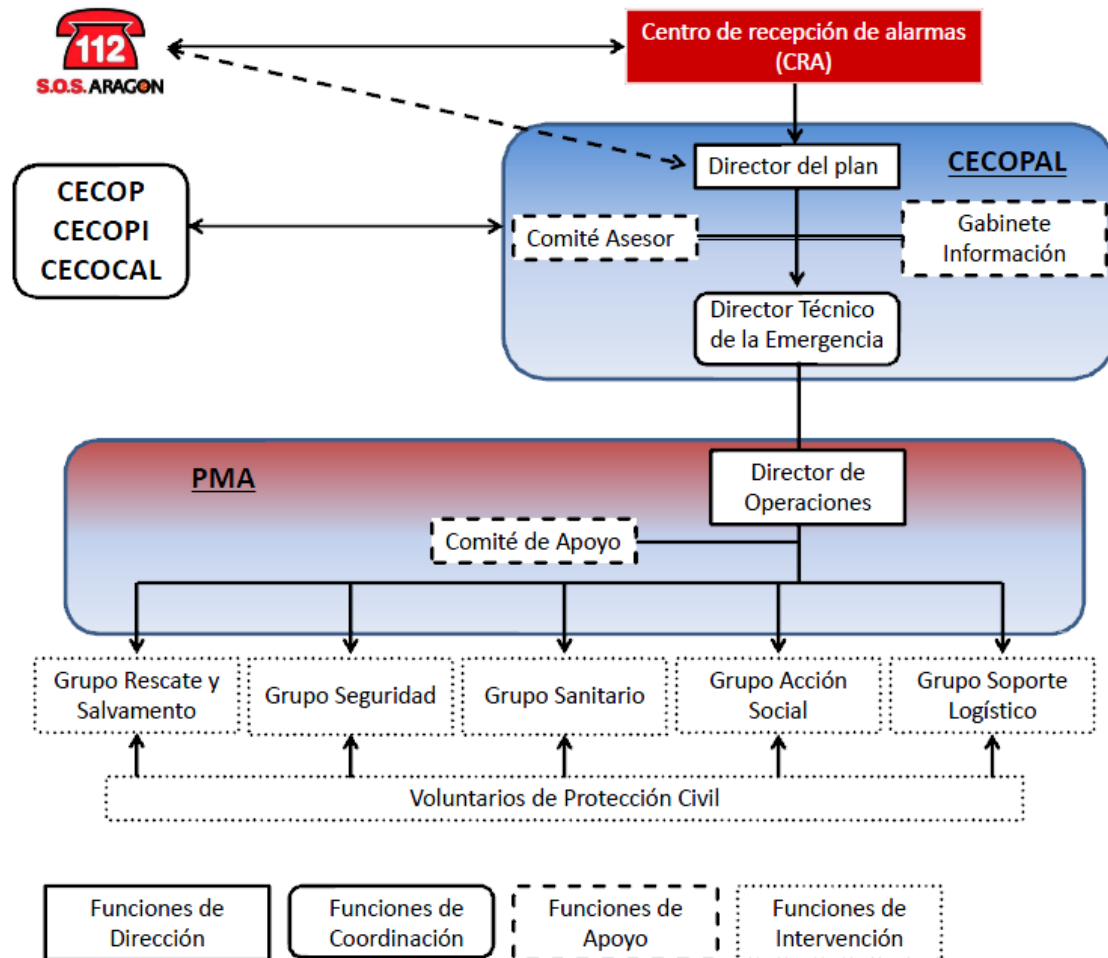 112
S.O.S. ARAGON
Centro de recepción de alarmas
(CRA)
CECOPAL
Director del plan
CECOP
CECOPI
CECOCAL
Comité Asesor
Gabinete
Información
Director Técnico
de la Emergencia
PMA
Director de
Operaciones
Comité de Apoyo
Grupo Rescate y
Salvamento
Grupo Seguridad
Grupo Sanitario
Grupo Acción
Social
Grupo Soporte
Logístico
Voluntarios de Protección Civil
Funciones de
Dirección
Funciones de
Coordinación
Funciones de
Apoyo
Funciones de
Intervención